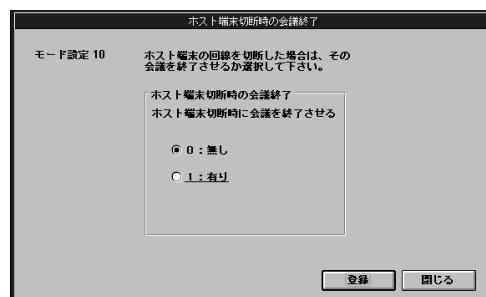 ホスト端末切断時の会議終了
モード設定 10
ホスト端末の回線を切断した場合は、その
会議を終了させるか選択して下さい。
ホスト端末切断時の会議終了
ホスト端末切断時に会議を終了させる
0：無し
1：有り
登録
閉じる